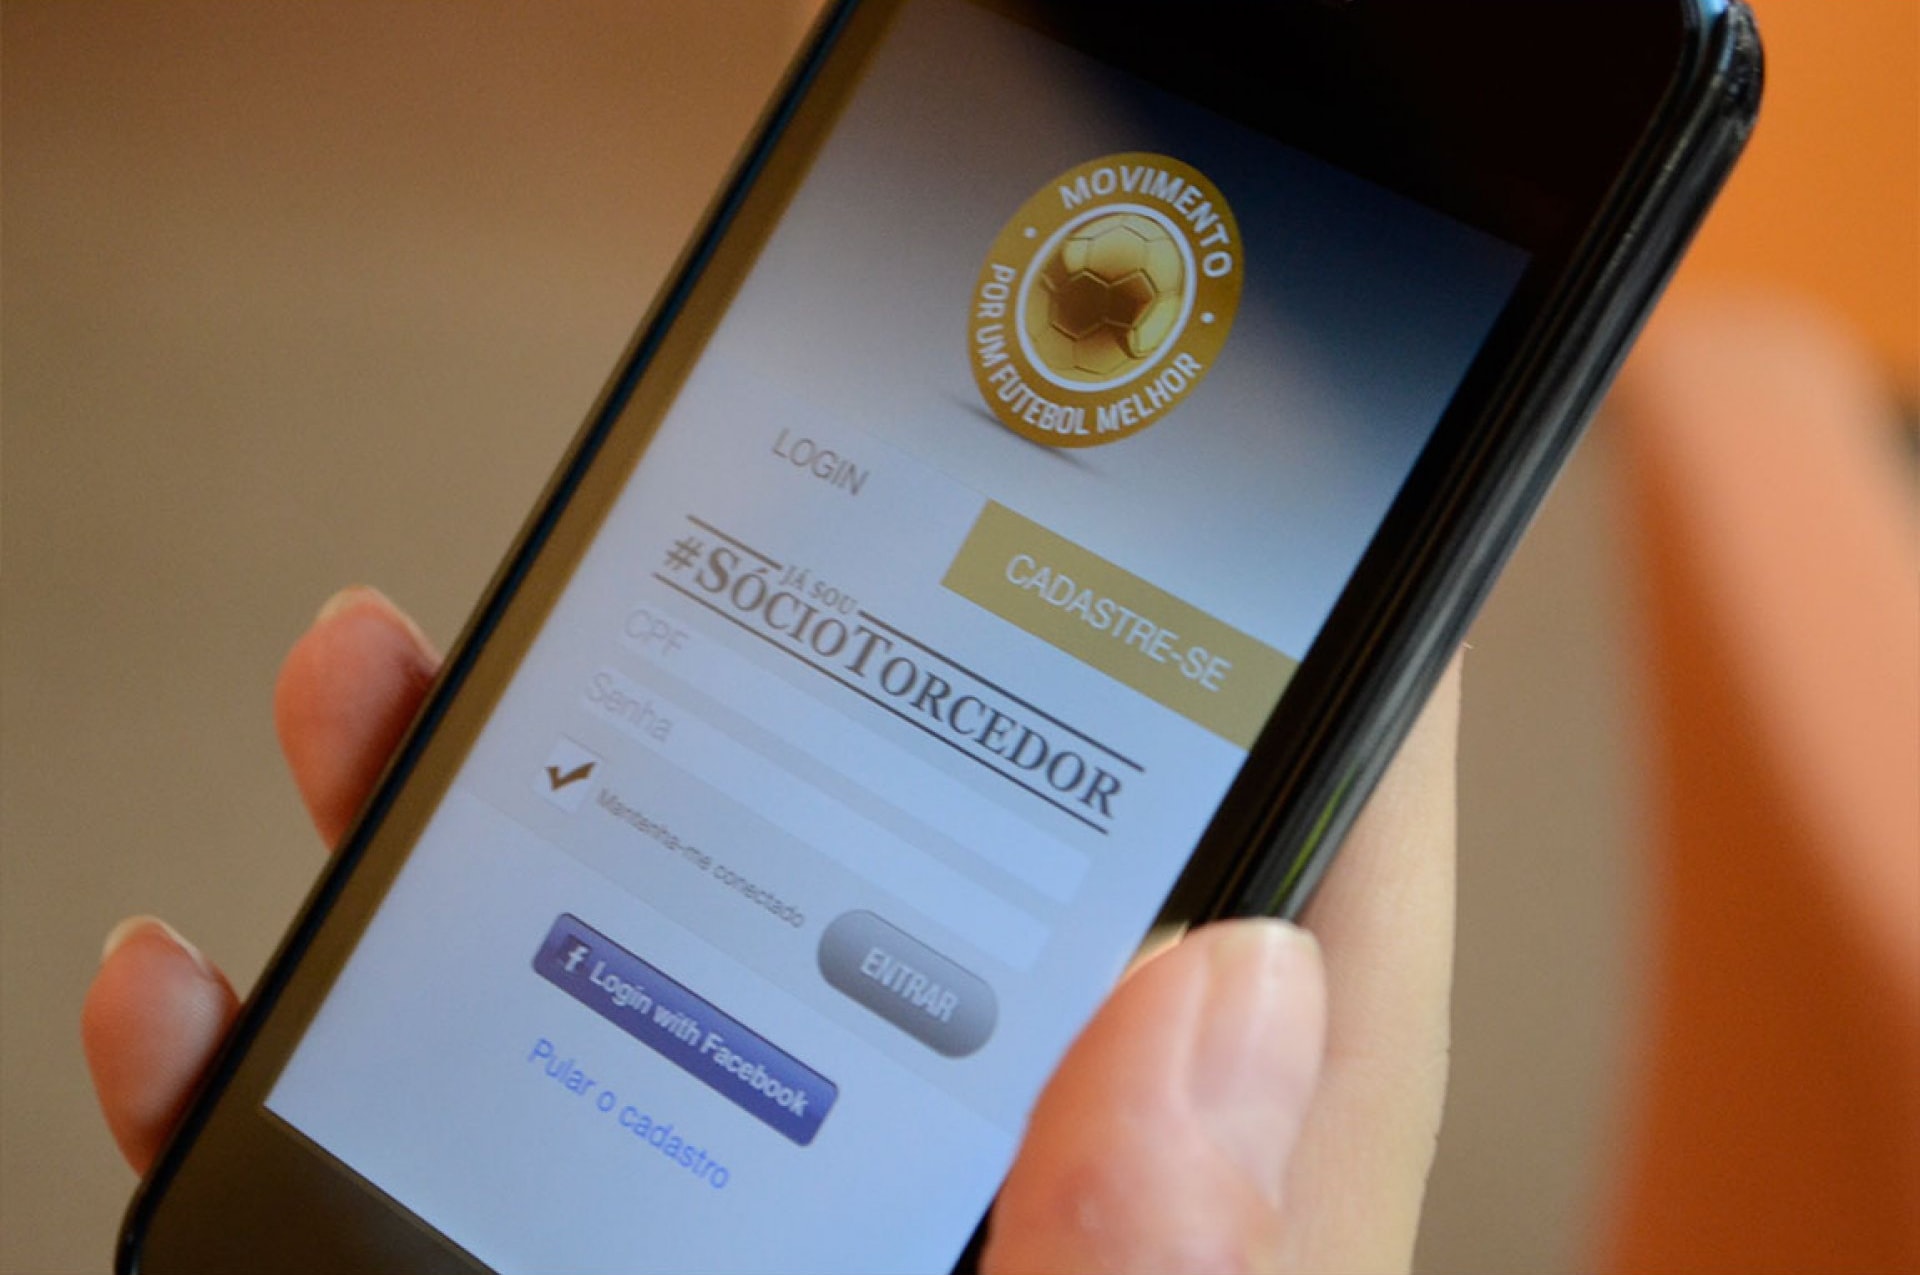 MOVIMENTO
POR UM FUTEBOL MELHOR
LOGIN
CADASTRE-SE
JÁ SOU
#SÓCIOTORCEDOR
CPF
Senha
Mantenha-me conectado
ENTRAR
f Login with Facebook
Pular o cadastro